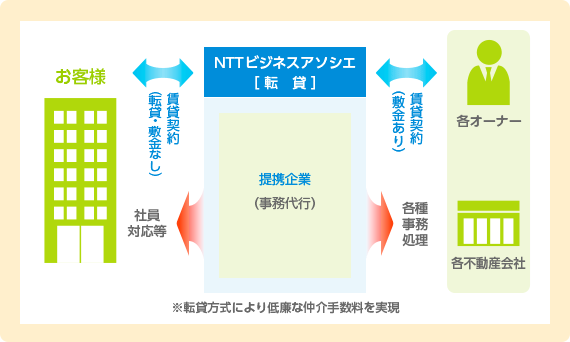 お客様
賃貸契約
(転貸・敷金なし)
NTTビジネスアソシエ
[ 転 貸 ]
賃貸契約
(敷金あり)
各オーナー
提携企業
(事務代行)
社員
対応等
各種
事務
処理
各不動産会社
※転貸方式により低廉な仲介手数料を実現